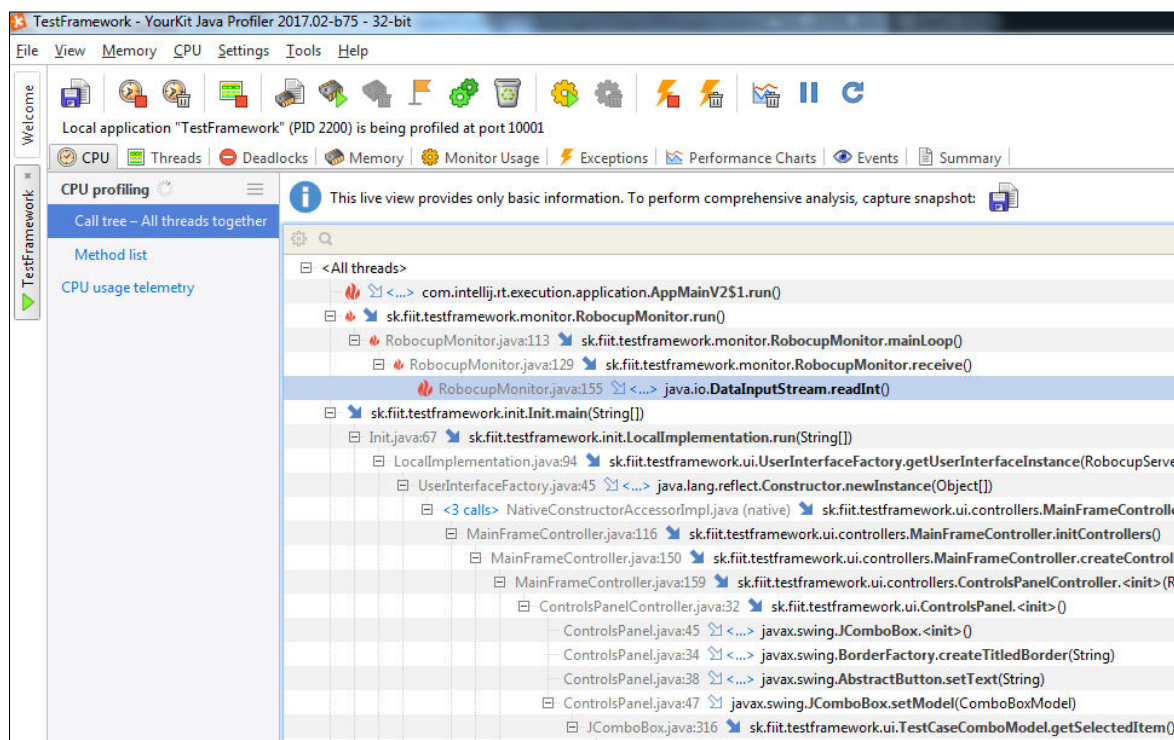 TestFramework - YourKit Java Profiler 2017.02-b75 - 32-bit
File View Memory CPU Settings Tools Help
Welcome
Local application "TestFramework" (PID 2200) is being profiled at port 10001
CPU Threads Deadlocks Memory Monitor Usage Exceptions Performance Charts Events Summary
TestFramework
CPU profiling
Call tree – All threads together
Method list
CPU usage telemetry
This live view provides only basic information. To perform comprehensive analysis, capture snapshot:
<All threads>
<...> com.intellij.rt.execution.application.AppMainV2$1.run()
sk.fiit.testframework.monitor.RobocupMonitor.run()
RobocupMonitor.java:113 sk.fiit.testframework.monitor.RobocupMonitor.mainLoop()
RobocupMonitor.java:129 sk.fiit.testframework.monitor.RobocupMonitor.receive()
RobocupMonitor.java:155 <...> java.io.DataInputStream.readInt()
sk.fiit.testframework.init.Init.main(String[])
Init.java:67 sk.fiit.testframework.init.LocalImplementation.run(String[])
LocalImplementation.java:94 sk.fiit.testframework.ui.UserInterfaceFactory.getUserInterfaceInstance(RobocupServe
UserInterfaceFactory.java:45 <...> java.lang.reflect.Constructor.newInstance(Object[])
<3 calls> NativeConstructorAccessorImpl.java (native) sk.fiit.testframework.ui.controllers.MainFrameControlle
MainFrameController.java:116 sk.fiit.testframework.ui.controllers.MainFrameController.initControllers()
MainFrameController.java:150 sk.fiit.testframework.ui.controllers.MainFrameController.createControl
MainFrameController.java:159 sk.fiit.testframework.ui.controllers.ControlsPanelController.<init>(R
ControlsPanelController.java:32 sk.fiit.testframework.ui.ControlsPanel.<init>()
ControlsPanel.java:45 <...> javax.swing.JComboBox.<init>()
ControlsPanel.java:34 <...> javax.swing.BorderFactory.createTitledBorder(String)
ControlsPanel.java:38 <...> javax.swing.AbstractButton.setText(String)
ControlsPanel.java:47 javax.swing.JComboBox.setModel(ComboBoxModel)
JComboBox.java:316 sk.fiit.testframework.ui.TestCaseComboModel.getSelectedItem()